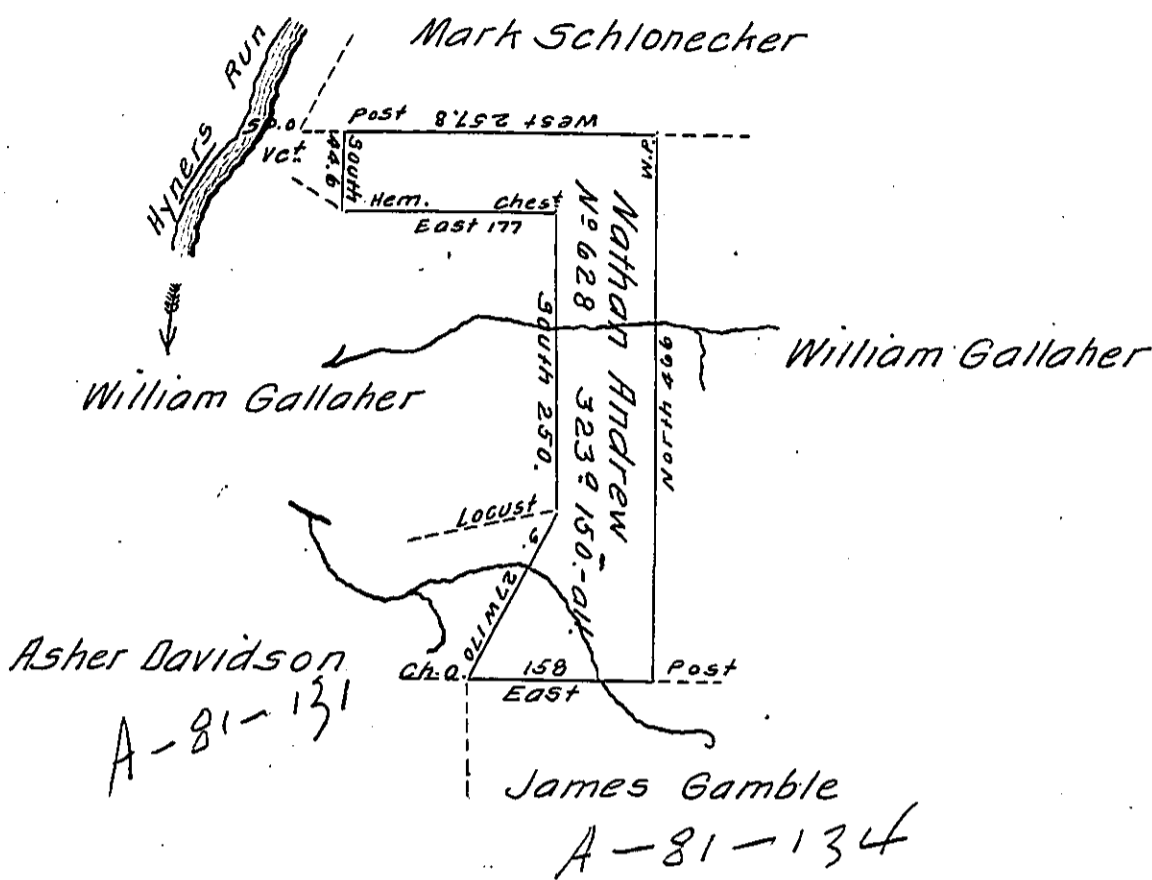 Mark Schlonecker
Hyners Run
S.P.O
Vct.
Post
West 257.8
W.P
South 44.6
Hem.
Chest
East 177
Nathan Andrew
Nº 628 323ª 150.-all.
South 250.
North 466
William Gallaher
William Gallaher
Locust
S. 27 W 170
Asher Davidson
A-81-131
Ch.O.
158
East
Post
James Gamble
A-81-134